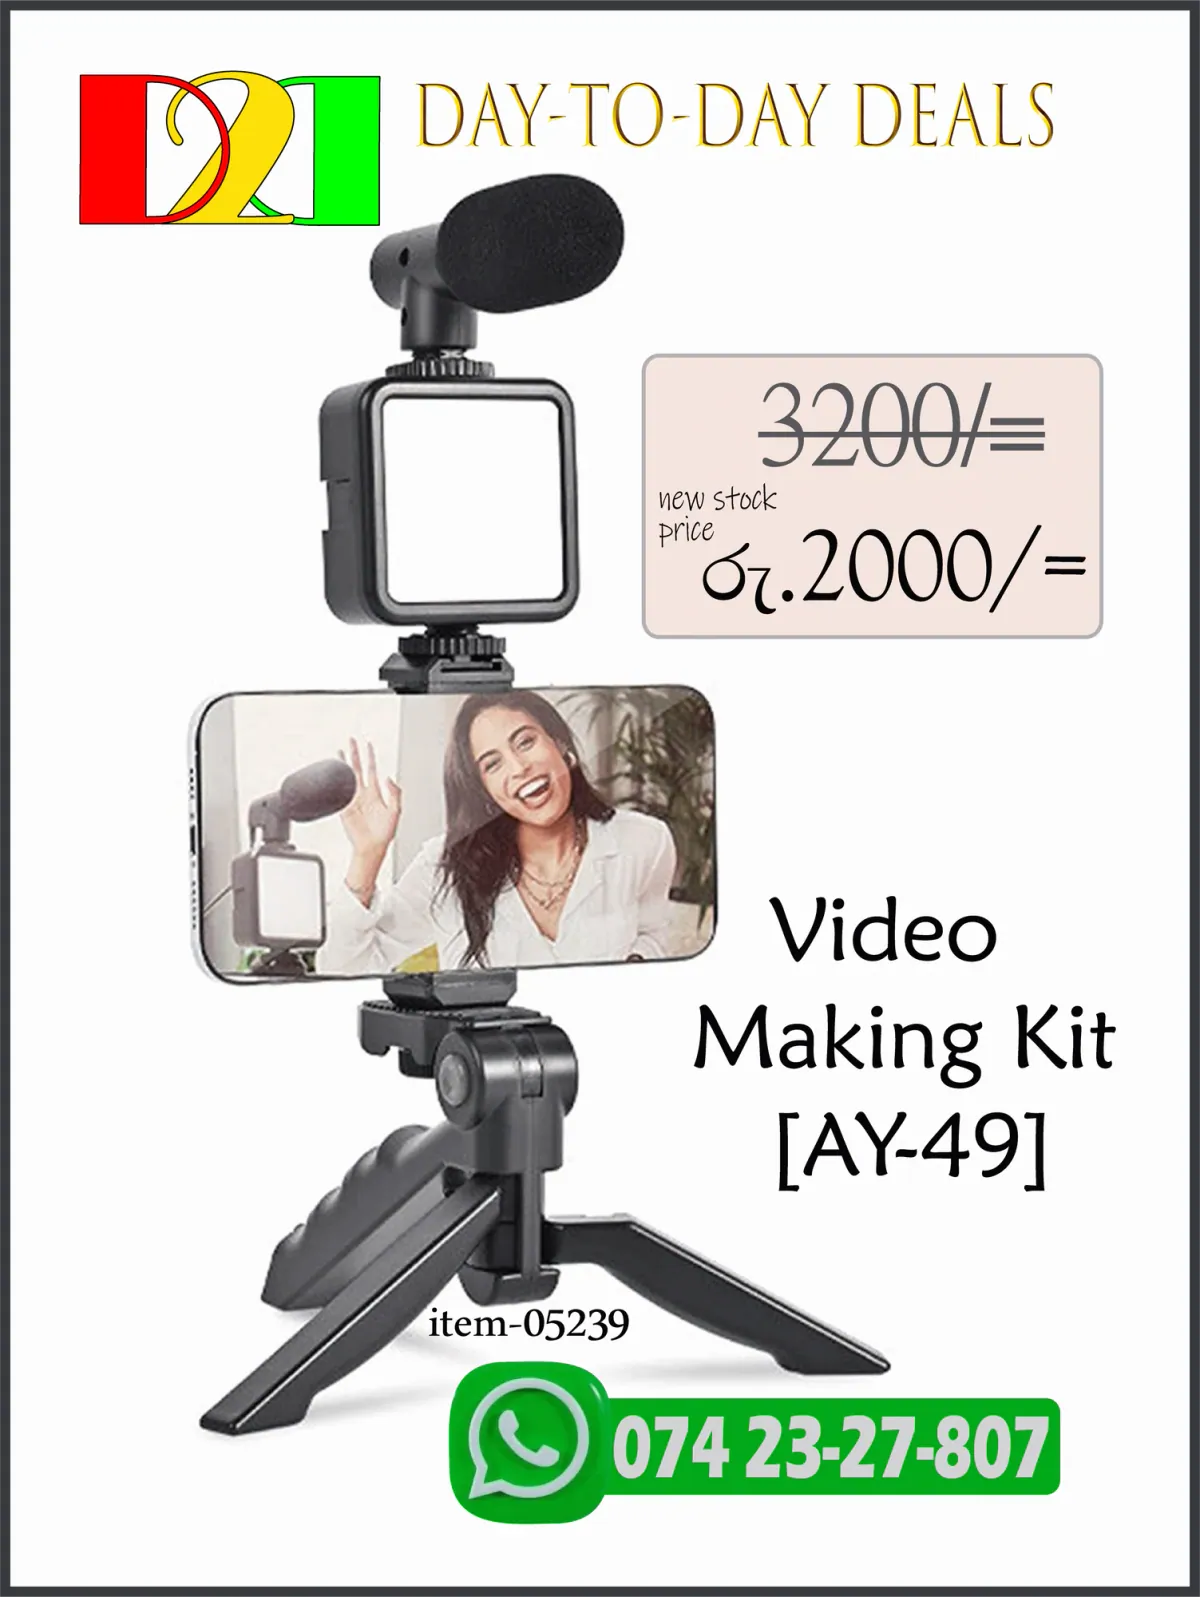 D2D
DAY-TO-DAY DEALS
3200/=
new stock
price
රු.2000/=
Video
Making Kit
[AY-49]
item-05239
074 23-27-807